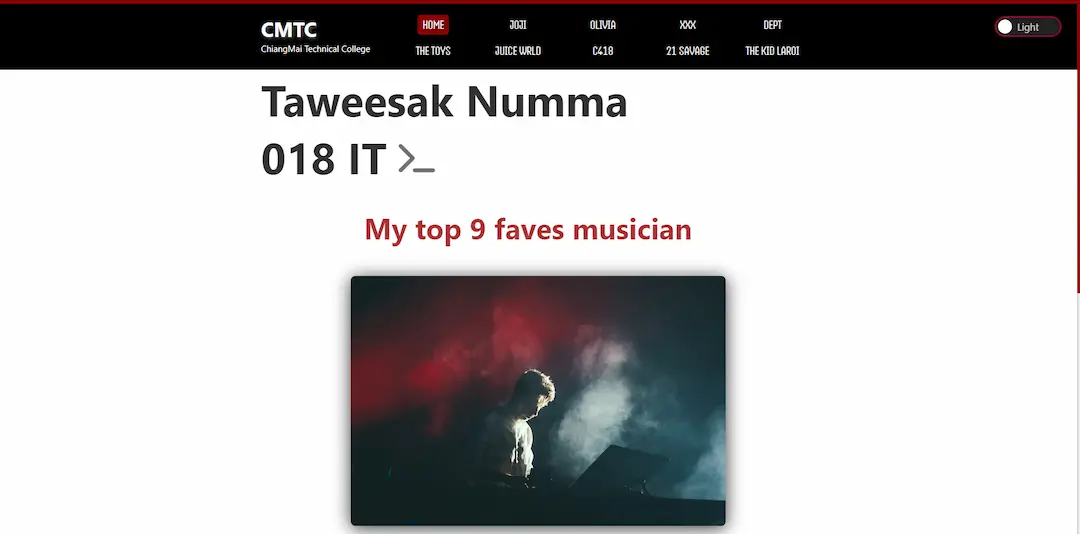 CMTC
ChiangMai Technical College
HOME JOJI OLIVIA XXX DEPT
THE TOYS JUICE WRLD C418 21 SAVAGE THE KID LAROI
Light
Taweesak Numma
018 IT >_
My top 9 faves musician